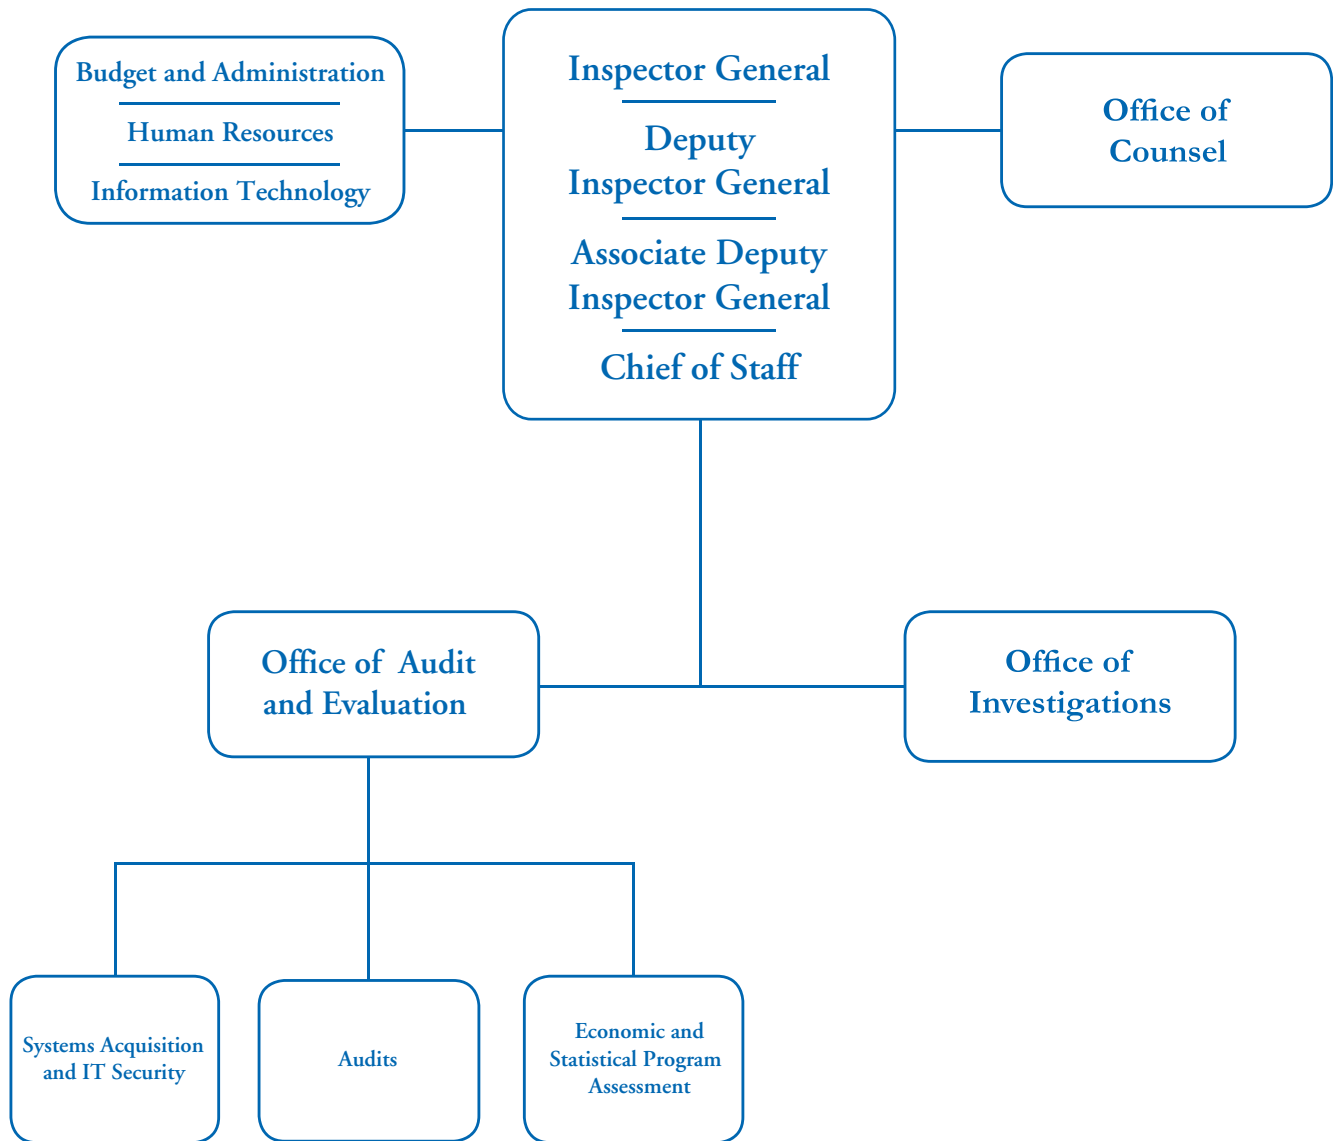 Budget and Administration
Human Resources
Information Technology
Inspector General
Deputy
Inspector General
Associate Deputy
Inspector General
Chief of Staff
Office of
Counsel
Office of Audit
and Evaluation
Office of
Investigations
Systems Acquisition
and IT Security
Audits
Economic and
Statistical Program
Assessment